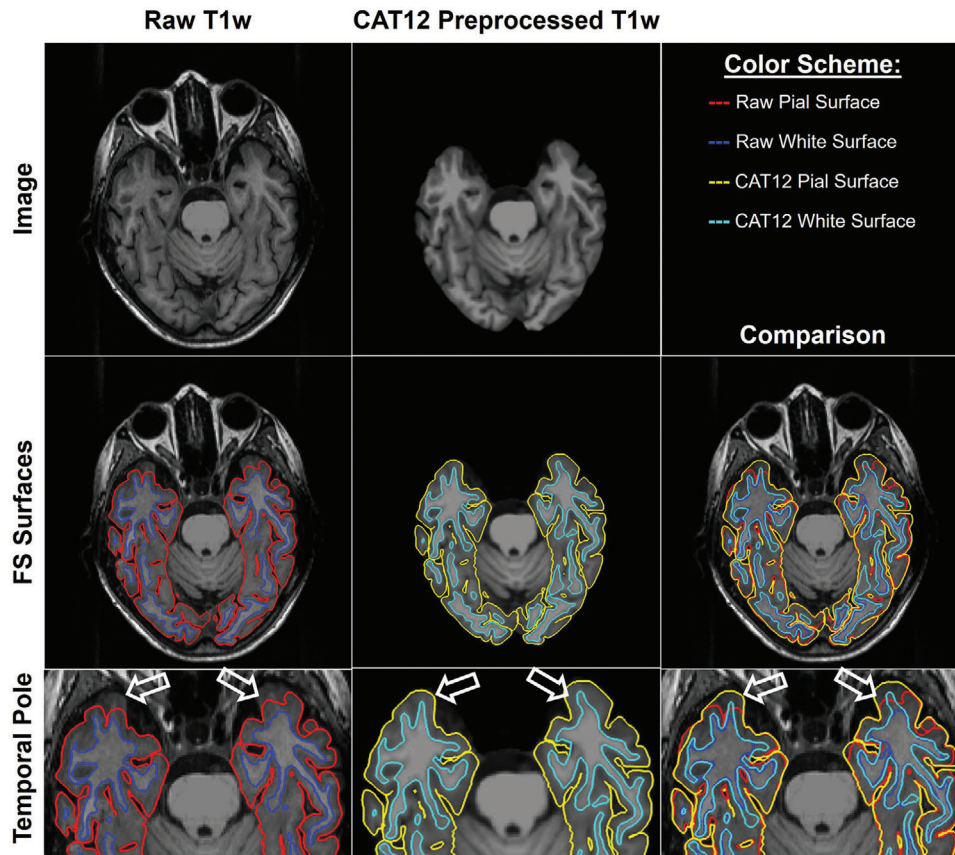 Raw T1w
CAT12 Preprocessed T1w
Color Scheme:
Raw Pial Surface
Raw White Surface
CAT12 Pial Surface
CAT12 White Surface
Image
Comparison
FS Surfaces
Temporal Pole